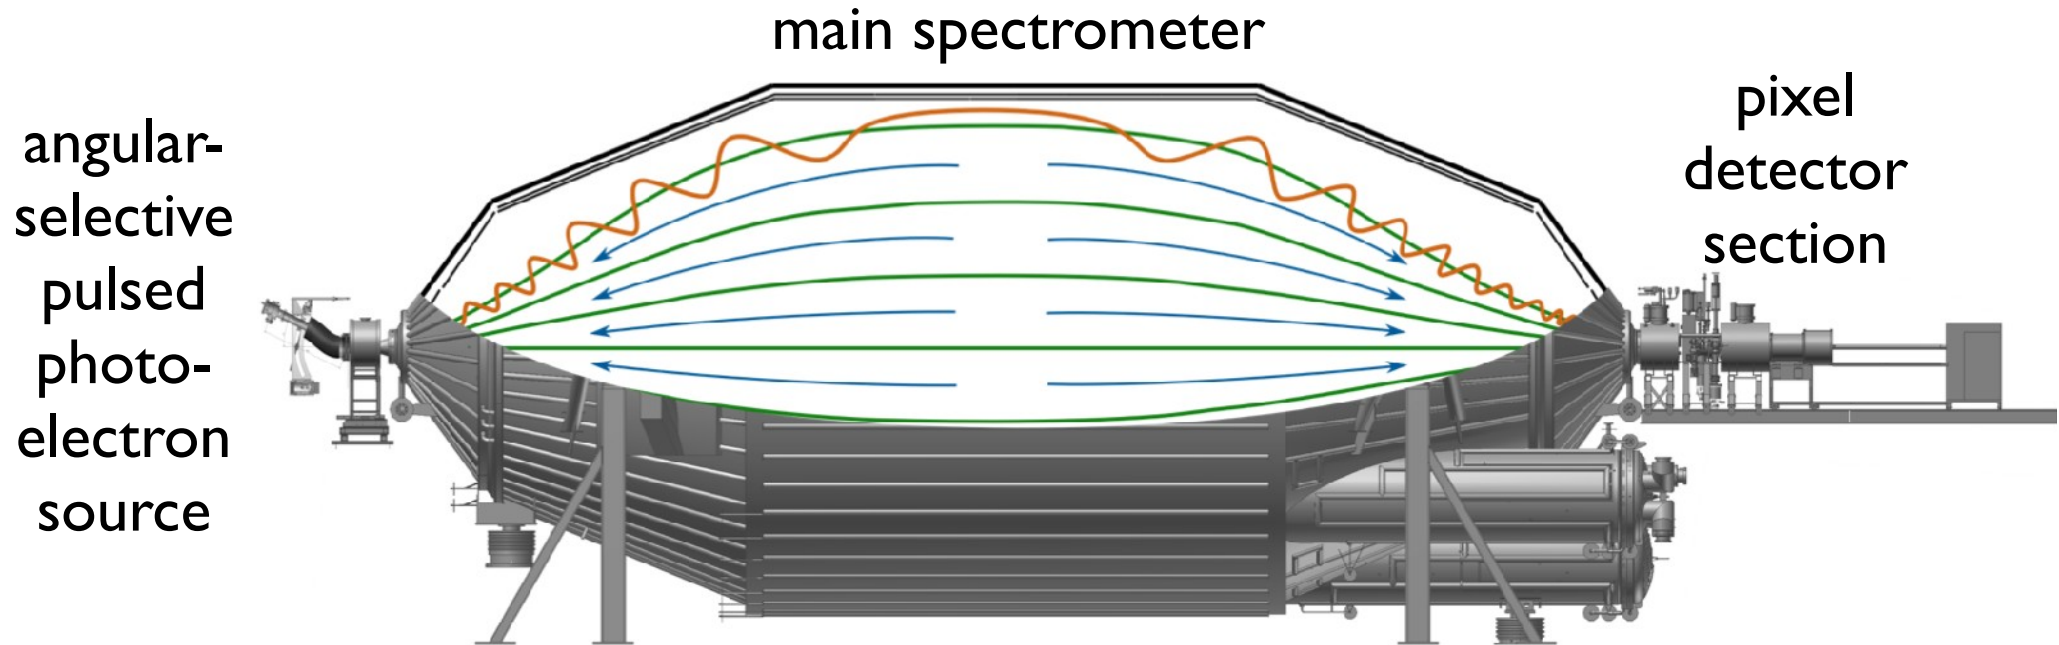 main spectrometer
angular-
selective
pulsed
photo-
electron
source
pixel
detector
section